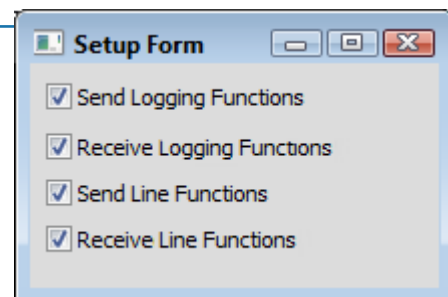 Setup Form
Send Logging Functions
Receive Logging Functions
Send Line Functions
Receive Line Functions